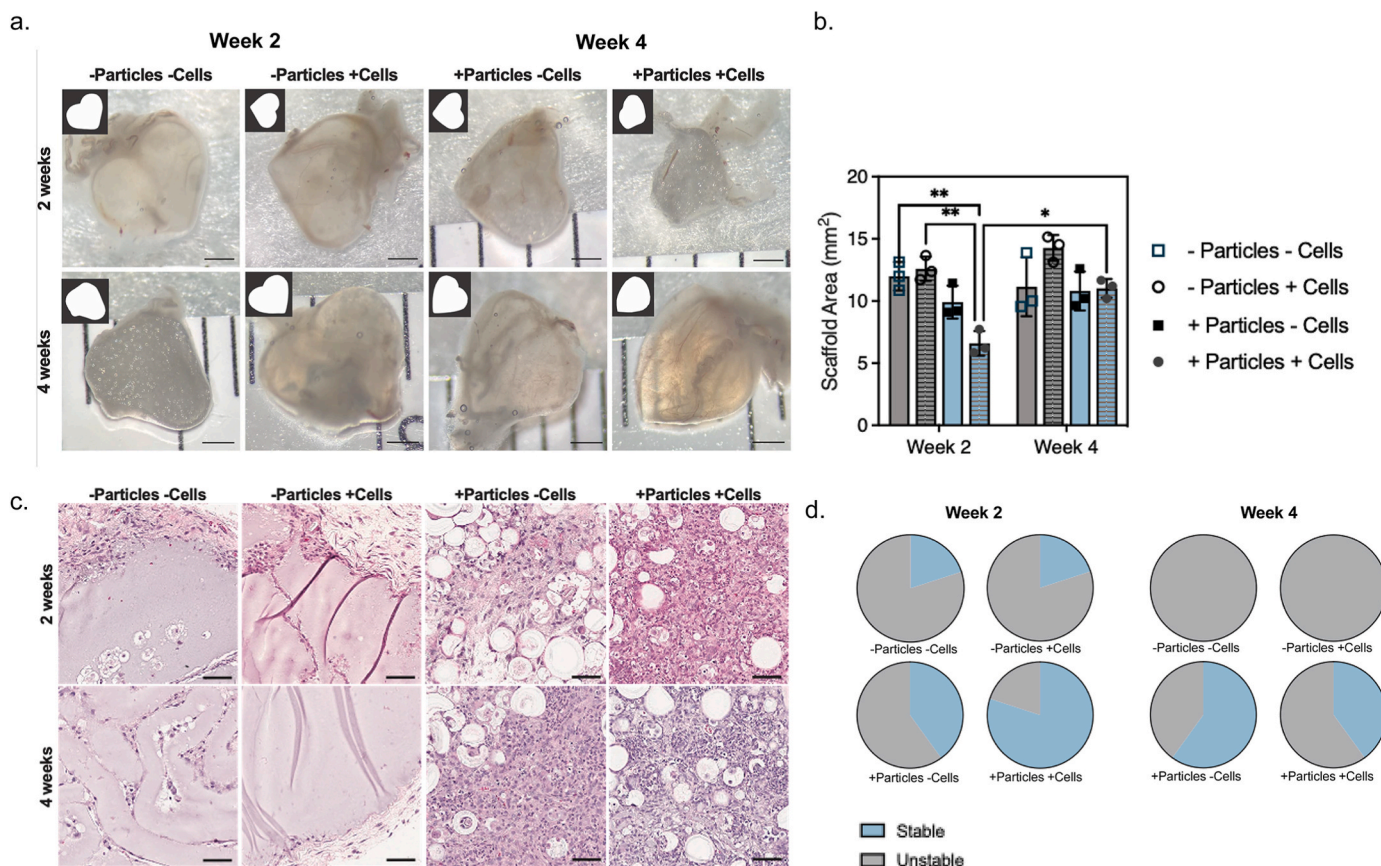 a.
Week 2
Week 4
-Particles -Cells
-Particles +Cells
+Particles -Cells
+Particles +Cells
2 weeks
4 weeks
b.
Scaffold Area (mm²)
20
15
10
5
0
**
**
*
Week 2
Week 4
- Particles - Cells
- Particles + Cells
+ Particles - Cells
+ Particles + Cells
c.
-Particles -Cells
-Particles +Cells
+Particles -Cells
+Particles +Cells
2 weeks
4 weeks
d.
Week 2
Week 4
-Particles -Cells
-Particles +Cells
-Particles -Cells
-Particles +Cells
+Particles -Cells
+Particles +Cells
+Particles -Cells
+Particles +Cells
Stable
Unstable